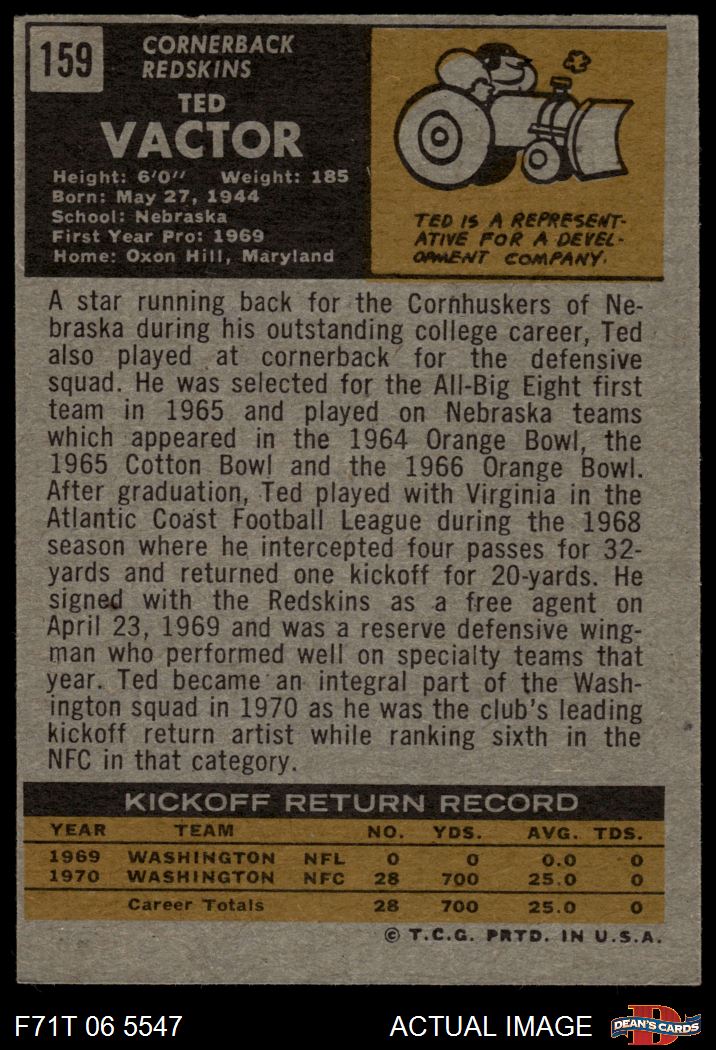 159
CORNERBACK
REDSKINS
TED
VACTOR
Height: 6'0'' Weight: 185
Born: May 27, 1944
School: Nebraska
First Year Pro: 1969
Home: Oxon Hill, Maryland
TED IS A REPRESENT-
ATIVE FOR A DEVEL-
OPMENT COMPANY.
A star running back for the Cornhuskers of Ne-
braska during his outstanding college career, Ted
also played at cornerback for the defensive
squad. He was selected for the All-Big Eight first
team in 1965 and played on Nebraska teams
which appeared in the 1964 Orange Bowl, the
1965 Cotton Bowl and the 1966 Orange Bowl.
After graduation, Ted played with Virginia in the
Atlantic Coast Football League during the 1968
season where he intercepted four passes for 32-
yards and returned one kickoff for 20-yards. He
signed with the Redskins as a free agent on
April 23, 1969 and was a reserve defensive wing-
man who performed well on specialty teams that
year. Ted became an integral part of the Wash-
ington squad in 1970 as he was the club's leading
kickoff return artist while ranking sixth in the
NFC in that category.
KICKOFF RETURN RECORD
YEAR TEAM NO. YDS. AVG. TDS.
1969 WASHINGTON NFL 0 0 0.0 0
1970 WASHINGTON NFC 28 700 25.0 0
Career Totals 28 700 25.0 0
© T.C.G. PRTD. IN U.S.A.
F71T 06 5547 ACTUAL IMAGE D DEAN'S CARDS